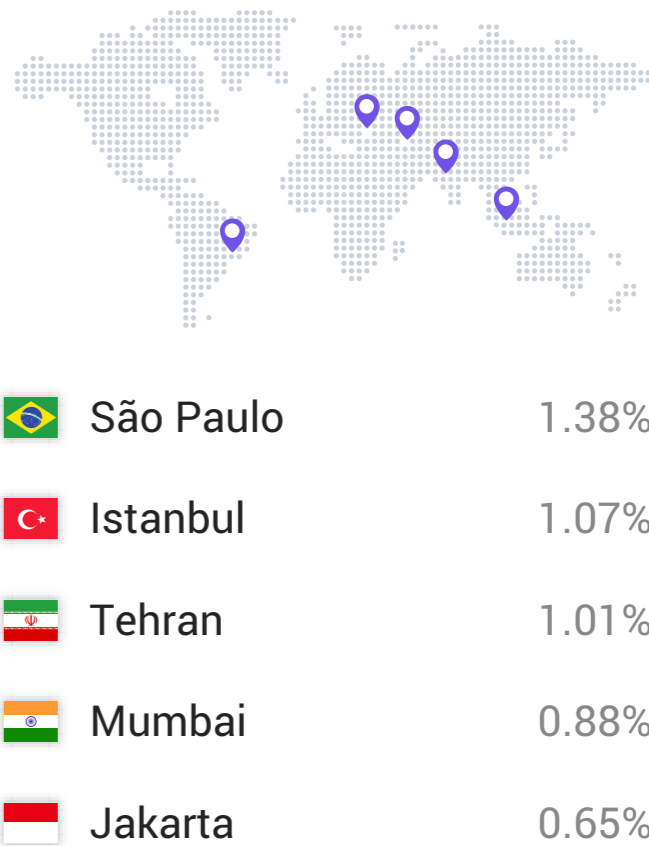 São Paulo 1.38%
Istanbul 1.07%
Tehran 1.01%
Mumbai 0.88%
Jakarta 0.65%